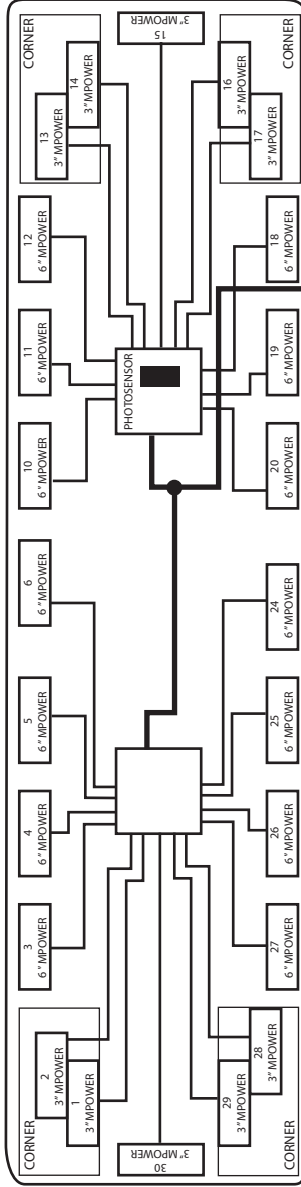 CORNER
2
3 "MPOWER
1
3 "MPOWER
3
6 "MPOWER
4
6 "MPOWER
5
6 "MPOWER
6
6 "MPOWER
10
6 "MPOWER
11
6 "MPOWER
12
6 "MPOWER
CORNER
13
3 "MPOWER
14
3 "MPOWER
30
3" MPOWER
PHOTOSENSOR
15
3" MPOWER
CORNER
29
3 "MPOWER
28
3 "MPOWER
27
6 "MPOWER
26
6 "MPOWER
25
6 "MPOWER
24
6 "MPOWER
20
6 "MPOWER
19
6 "MPOWER
18
6 "MPOWER
16
3 "MPOWER
17
3 "MPOWER
CORNER